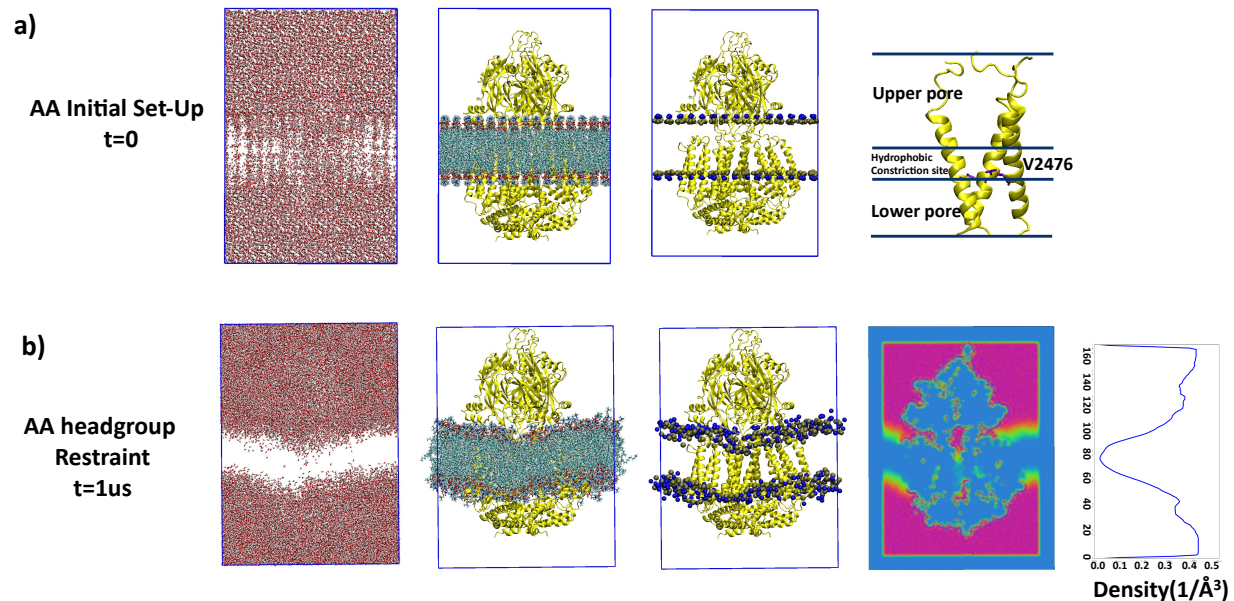 a)
AA Initial Set-Up
t=0
Upper pore
Hydrophobic
Constriction site
V2476
Lower pore
b)
AA headgroup
Restraint
t=1us
160
140
120
100
80
60
40
20
0
0.0 0.1 0.2 0.3 0.4 0.5
Density(1/Å³)